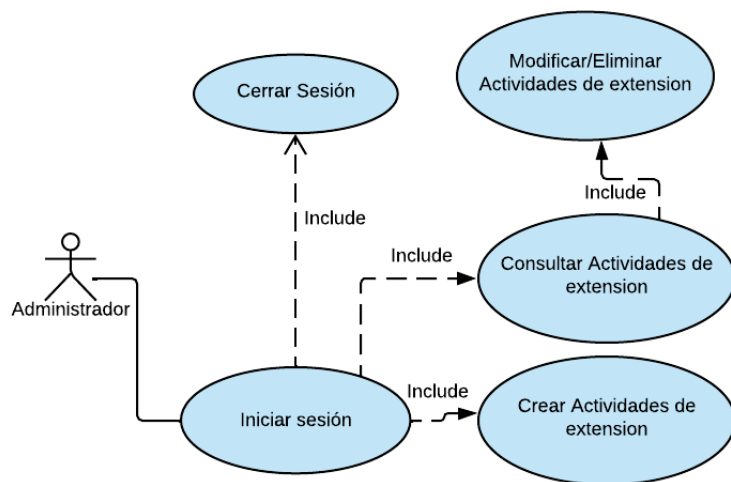 Modificar/Eliminar
Actividades de extension
Cerrar Sesión
Include
Include
Include
Consultar Actividades de
extension
Administrador
Include
Iniciar sesión
Crear Actividades de
extension